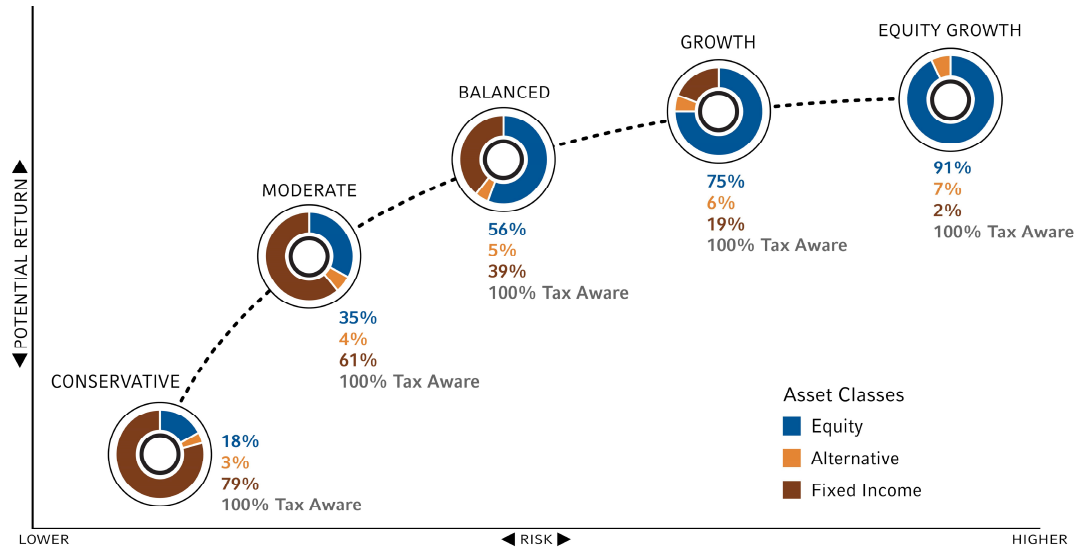 EQUITY GROWTH
GROWTH
BALANCED
MODERATE
CONSERVATIVE
91%
7%
2%
100% Tax Aware
75%
6%
19%
100% Tax Aware
56%
5%
39%
100% Tax Aware
35%
4%
61%
100% Tax Aware
18%
3%
79%
100% Tax Aware
POTENTIAL RETURN
Asset Classes
Equity
Alternative
Fixed Income
LOWER
RISK
HIGHER